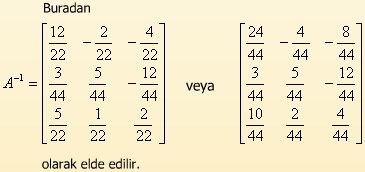 Buradan
12/22 -2/22 -4/22 24/44 -4/44 -8/44
A⁻¹ = 3/44 5/44 -12/44 veya 3/44 5/44 -12/44
5/22 1/22 2/22 10/44 2/44 4/44
olarak elde edilir.